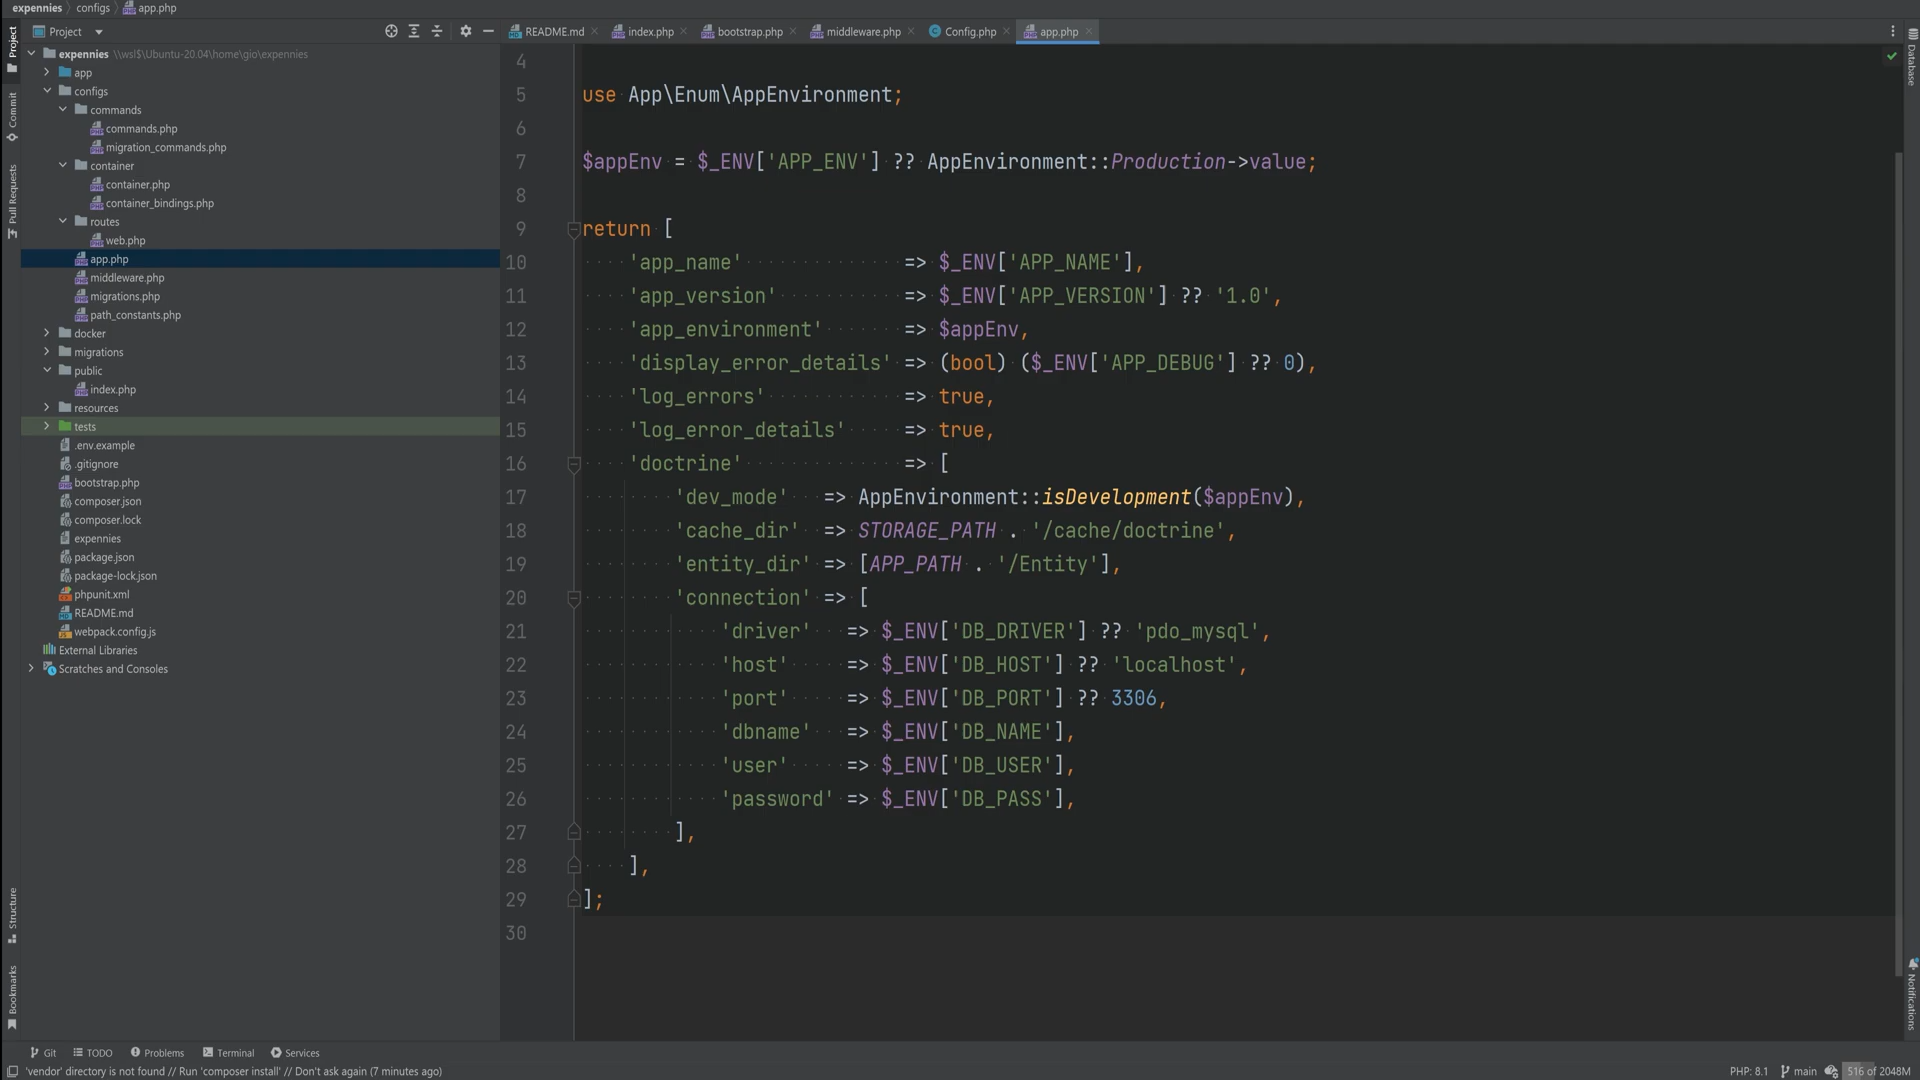 expennies configs app.php
Project
README.md index.php bootstrap.php middleware.php Config.php app.php
expennies \\wsl$\Ubuntu-20.04\home\gio\expennies
app
configs
commands
commands.php
migration_commands.php
container
container.php
container_bindings.php
routes
web.php
app.php
middleware.php
migrations.php
path_constants.php
docker
migrations
public
index.php
resources
tests
.env.example
.gitignore
bootstrap.php
composer.json
composer.lock
expennies
package.json
package-lock.json
phpunit.xml
README.md
webpack.config.js
External Libraries
Scratches and Consoles
Project
Commit
Pull Requests
Structure
Bookmarks
4
5 use App\Enum\AppEnvironment;
6
7 $appEnv = $_ENV['APP_ENV'] ?? AppEnvironment::Production->value;
8
9 return [
10 'app_name' => $_ENV['APP_NAME'],
11 'app_version' => $_ENV['APP_VERSION'] ?? '1.0',
12 'app_environment' => $appEnv,
13 'display_error_details' => (bool) ($_ENV['APP_DEBUG'] ?? 0),
14 'log_errors' => true,
15 'log_error_details' => true,
16 'doctrine' => [
17 'dev_mode' => AppEnvironment::isDevelopment($appEnv),
18 'cache_dir' => STORAGE_PATH . '/cache/doctrine',
19 'entity_dir' => [APP_PATH . '/Entity'],
20 'connection' => [
21 'driver' => $_ENV['DB_DRIVER'] ?? 'pdo_mysql',
22 'host' => $_ENV['DB_HOST'] ?? 'localhost',
23 'port' => $_ENV['DB_PORT'] ?? 3306,
24 'dbname' => $_ENV['DB_NAME'],
25 'user' => $_ENV['DB_USER'],
26 'password' => $_ENV['DB_PASS'],
27 ],
28 ],
29 ];
30
Database
Notifications
Git TODO Problems Terminal Services
'vendor' directory is not found // Run 'composer install' // Don't ask again (7 minutes ago)
PHP: 8.1 main 516 of 2048M